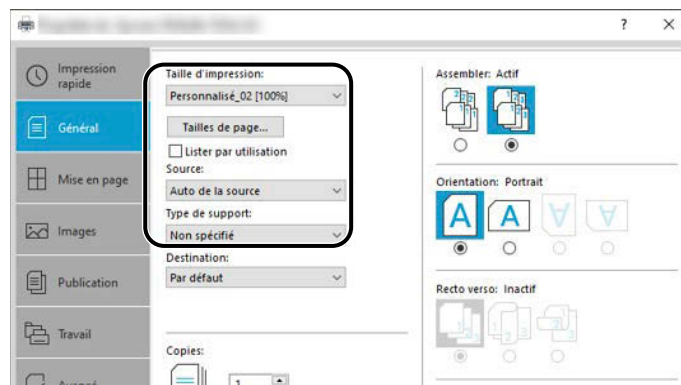 ?
Impression
rapide
Général
Mise en page
Images
Publication
Travail
Taille d'impression:
Personnalisé_02 [100%]
Tailles de page...
Lister par utilisation
Source:
Auto de la source
Type de support:
Non spécifié
Destination:
Par défaut
Copies:
1
Assembler: Actif
Orientation: Portrait
A A A A
Recto verso: Inactif